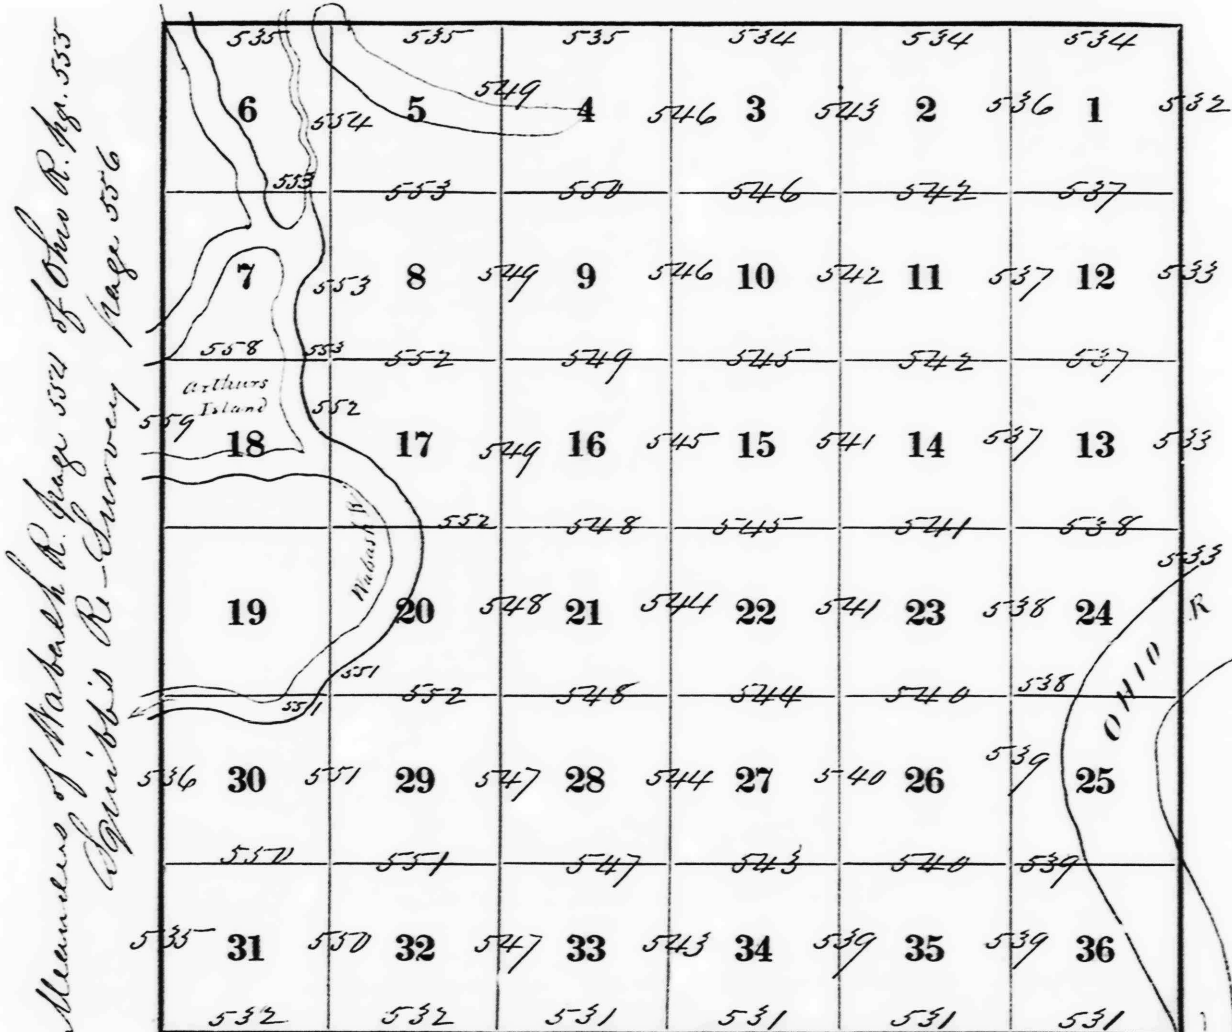 Meanders of Wabash R. page 554 of Ohio R. pga. 555
Squibb's Re-Survey page 556
535 535 535 534 534 534
6 554 5 549 4 546 3 543 2 536 1 532
553 553 550 546 542 537
7 553 8 549 9 546 10 542 11 537 12 533
558 553 552 549 545 542 537
Arthurs
Island
559 18 552 17 549 16 545 15 541 14 537 13 533
552 548 545 541 538
Wabash R
533
19 20 548 21 544 22 541 23 538 24 R
OHIO
551 552 548 544 540 538
551
536 30 551 29 547 28 544 27 540 26 539 25
550 551 547 543 540 539
535 31 550 32 547 33 543 34 539 35 539 36
532 532 531 531 531 531